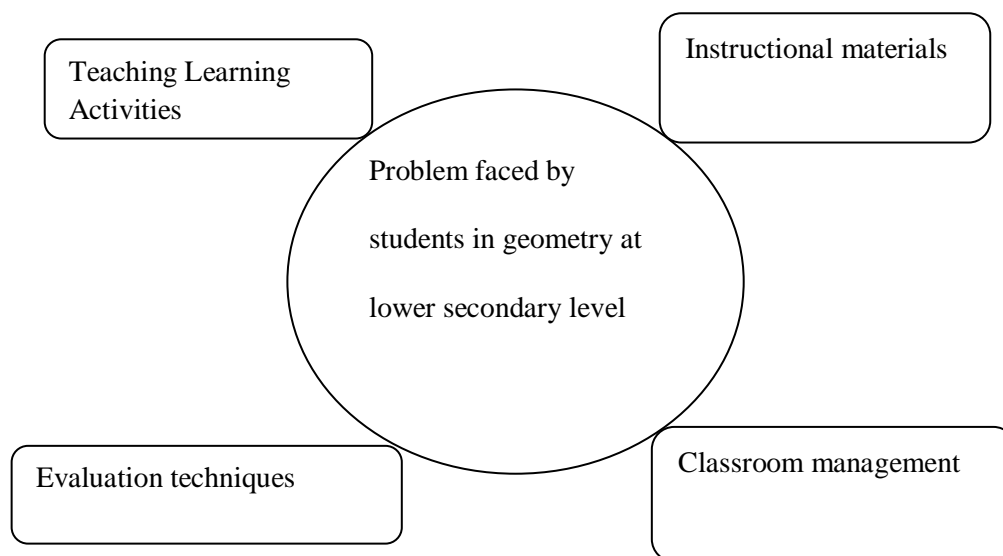 Teaching Learning
Activities
Instructional materials
Problem faced by
students in geometry at
lower secondary level
Evaluation techniques
Classroom management